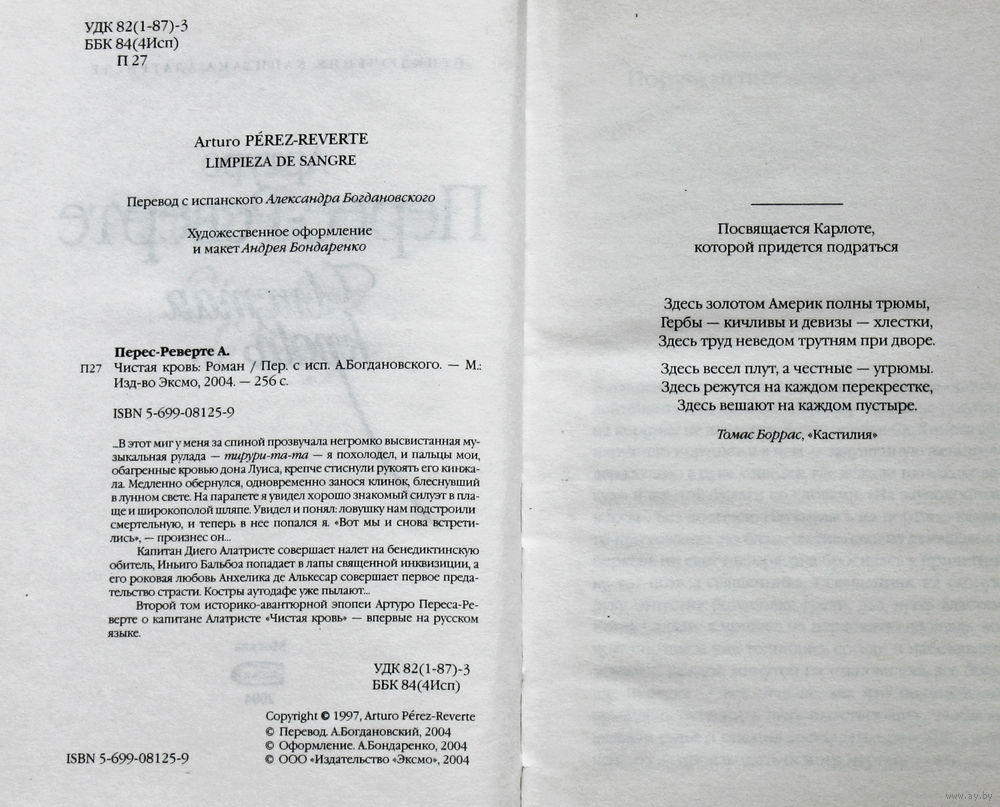 УДК 82(1-87)-3
ББК 84(4Исп)
П 27
Arturo PÉREZ-REVERTE
LIMPIEZA DE SANGRE
Перевод с испанского Александра Богдановского
Художественное оформление
и макет Андрея Бондаренко
Перес-Реверте А.
П27 Чистая кровь: Роман / Пер. с исп. А.Богдановского. — М.:
Изд-во Эксмо, 2004. — 256 с.
ISBN 5-699-08125-9
...В этот миг у меня за спиной прозвучала негромко высвистанная му-
зыкальная рулада — тирури-та-та — я похолодел, и пальцы мои,
обагренные кровью дона Луиса, крепче стиснули рукоять его кинжа-
ла. Медленно обернулся, одновременно занося клинок, блеснувший
в лунном свете. На парапете я увидел хорошо знакомый силуэт в пла-
ще и широкополой шляпе. Увидел и понял: ловушку нам подстроили
смертельную, и теперь в нее попался я. «Вот мы и снова встрети-
лись», — произнес он...
Капитан Диего Алатристе совершает налет на бенедиктинскую
обитель, Иньиго Бальбоа попадает в лапы священной инквизиции, а
его роковая любовь Анхелика де Алькесар совершает первое преда-
тельство страсти. Костры аутодафе уже пылают...
Второй том историко-авантюрной эпопеи Артуро Переса-Ре-
верте о капитане Алатристе «Чистая кровь» — впервые на русском
языке.
УДК 82(1-87)-3
ББК 84(4Исп)
Copyright © 1997, Arturo Pérez-Reverte
© Перевод. А.Богдановский, 2004
© Оформление. А.Бондаренко, 2004
ISBN 5-699-08125-9 © ООО «Издательство «Эксмо», 2004
Посвящается Карлоте,
которой придется подраться
Здесь золотом Америк полны трюмы,
Гербы — кичливы и девизы — хлестки,
Здесь труд неведом трутням при дворе.
Здесь весел плут, а честные — угрюмы.
Здесь режутся на каждом перекрестке,
Здесь вешают на каждом пустыре.
Томас Боррас, «Кастилия»
www.ay.by